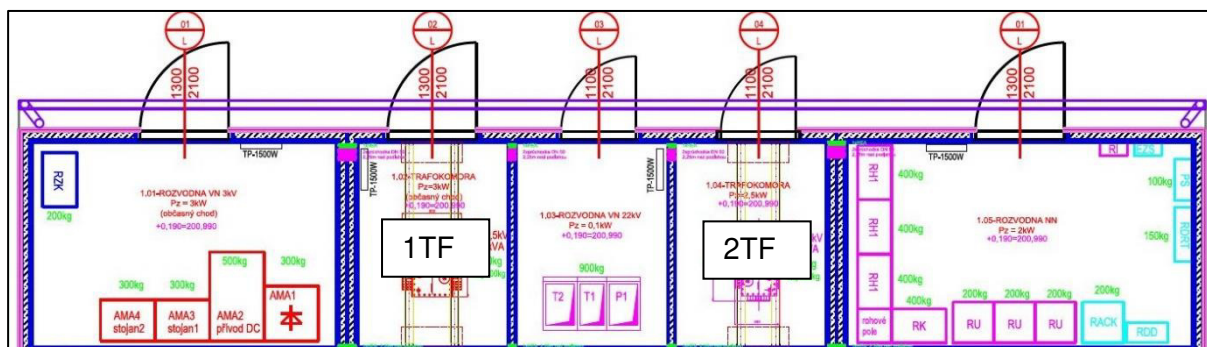 01
L
1300
2100
02
L
1300
2100
03
L
1100
2100
04
L
1100
2100
01
L
1300
2100
TP-1500W
RZK
200kg
1.01-ROZVODNA VN 3kV
Pz = 3kW
(občasný chod)
+0,190=200,990
300kg
300kg
500kg
300kg
AMA4
stojan2
AMA3
stojan1
AMA2
přívod DC
AMA1
TP-1500W
1.02-TRAFOKOMORA
Pz=3kW
(občasný chod)
+0,190=200,990
1TF
TP-1500W
1.03-ROZVODNA VN 22kV
Pz = 0,1kW
+0,190=200,990
900kg
T2
T1
P1
1.04-TRAFOKOMORA
+0,190=200,990
2TF
TP-1500W
1.05-ROZVODNA NN
Pz = 2kW
+0,190=200,990
RH1
400kg
RH1
400kg
RH1
400kg
rohové
pole
400kg
RK
200kg
RU
200kg
RU
200kg
RU
200kg
RACK
RDD
EZS
100kg
PS
150kg